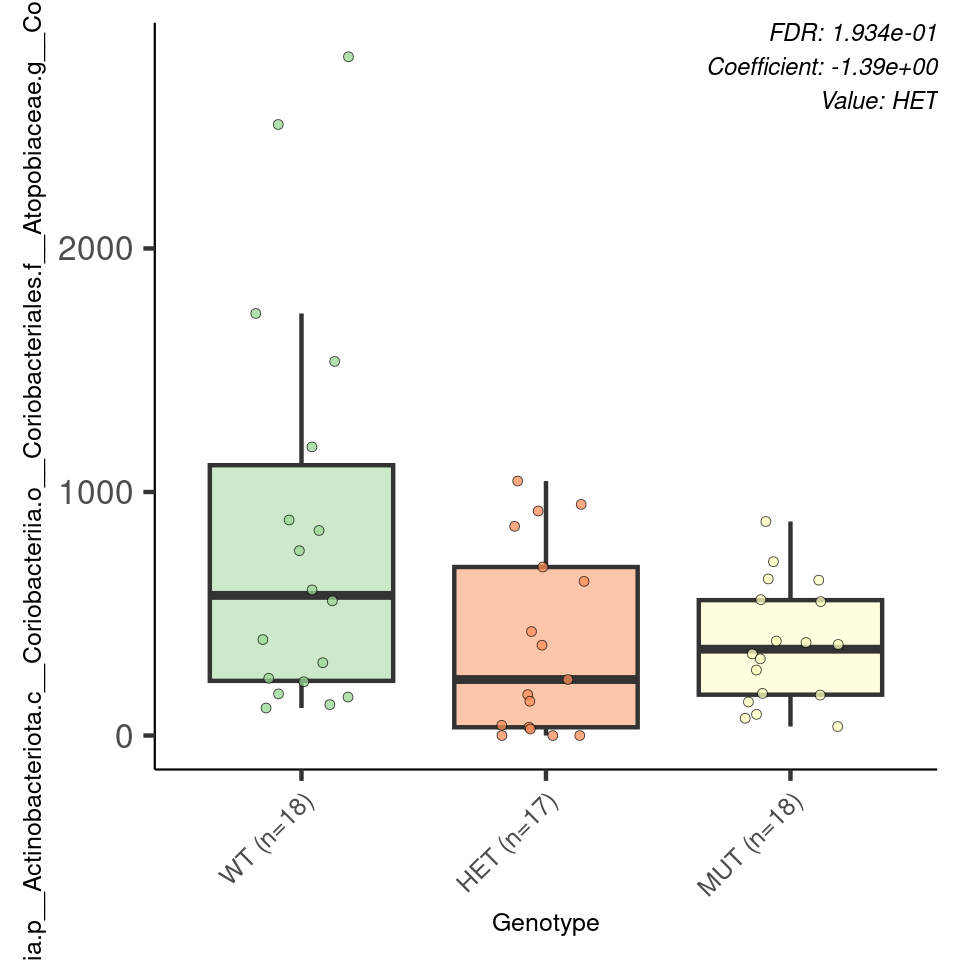 FDR: 1.934e-01
Coefficient: -1.39e+00
Value: HET
ia.p__Actinobacteriota.c__Coriobacteriia.o__Coriobacteriales.f__Atopobiaceae.g__Co
2000
1000
0
WT (n=18)
HET (n=17)
MUT (n=18)
Genotype